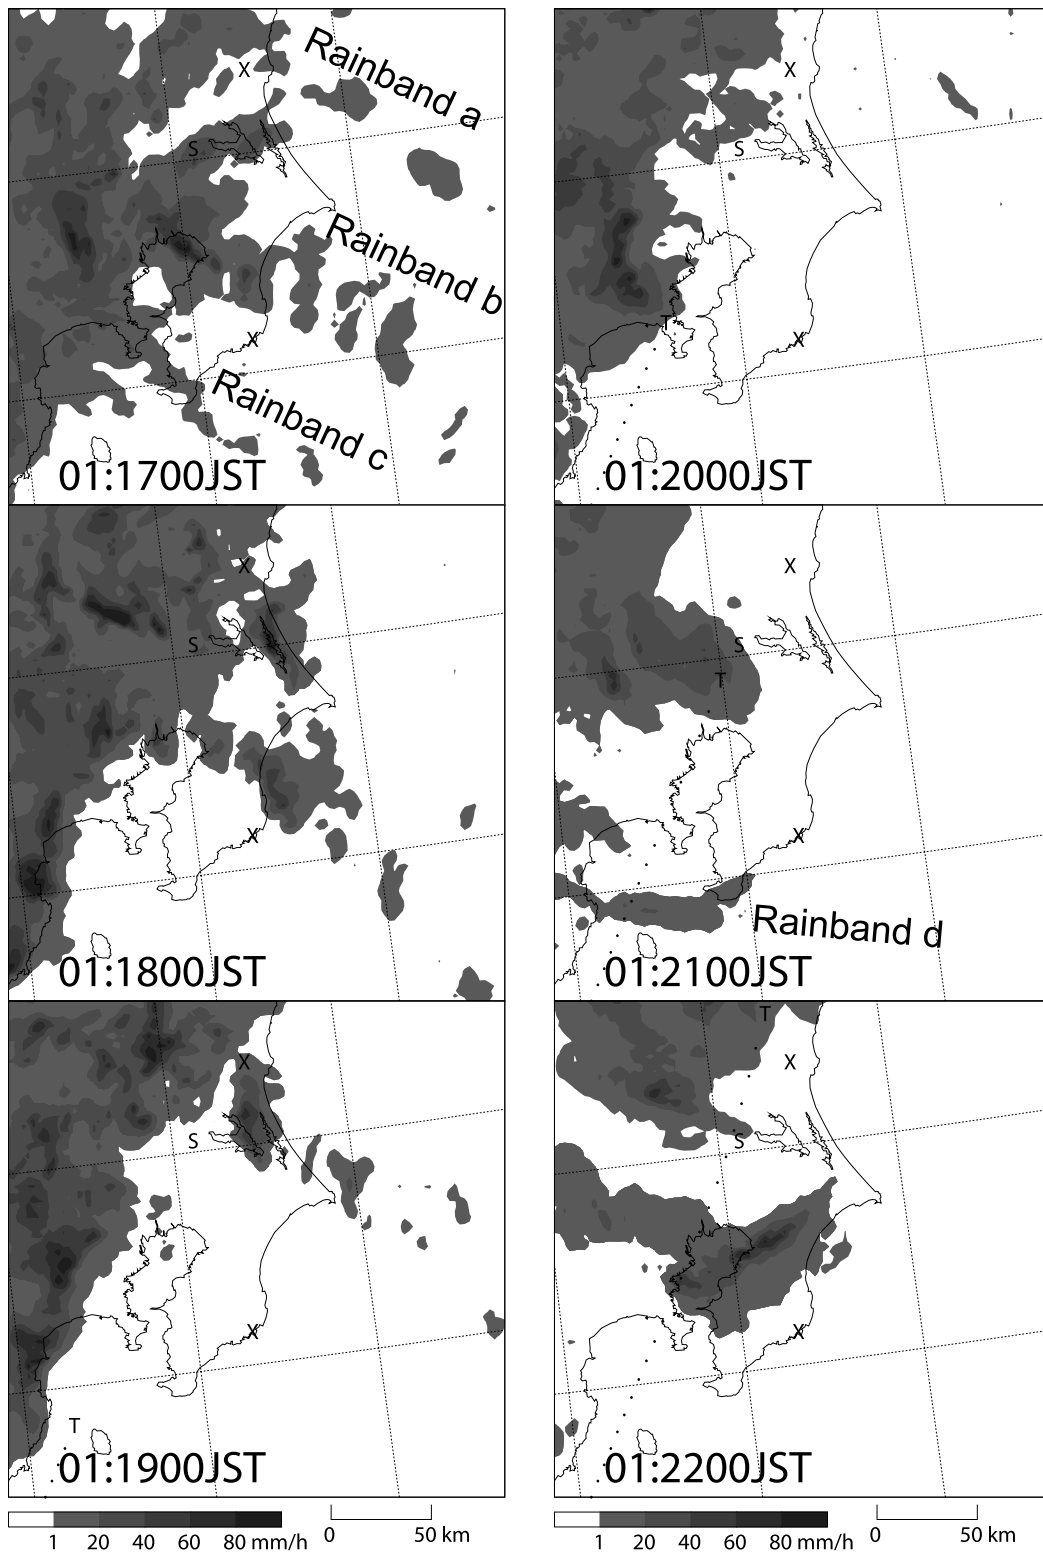 Rainband a
X
S
Rainband b
X
Rainband c
01:1700JST
X
S
T
X
01:2000JST
X
S
X
01:1800JST
X
S
T
X
Rainband d
01:2100JST
X
S
X
T
01:1900JST
T
X
S
X
01:2200JST
1 20 40 60 80 mm/h
0 50 km
1 20 40 60 80 mm/h
0 50 km